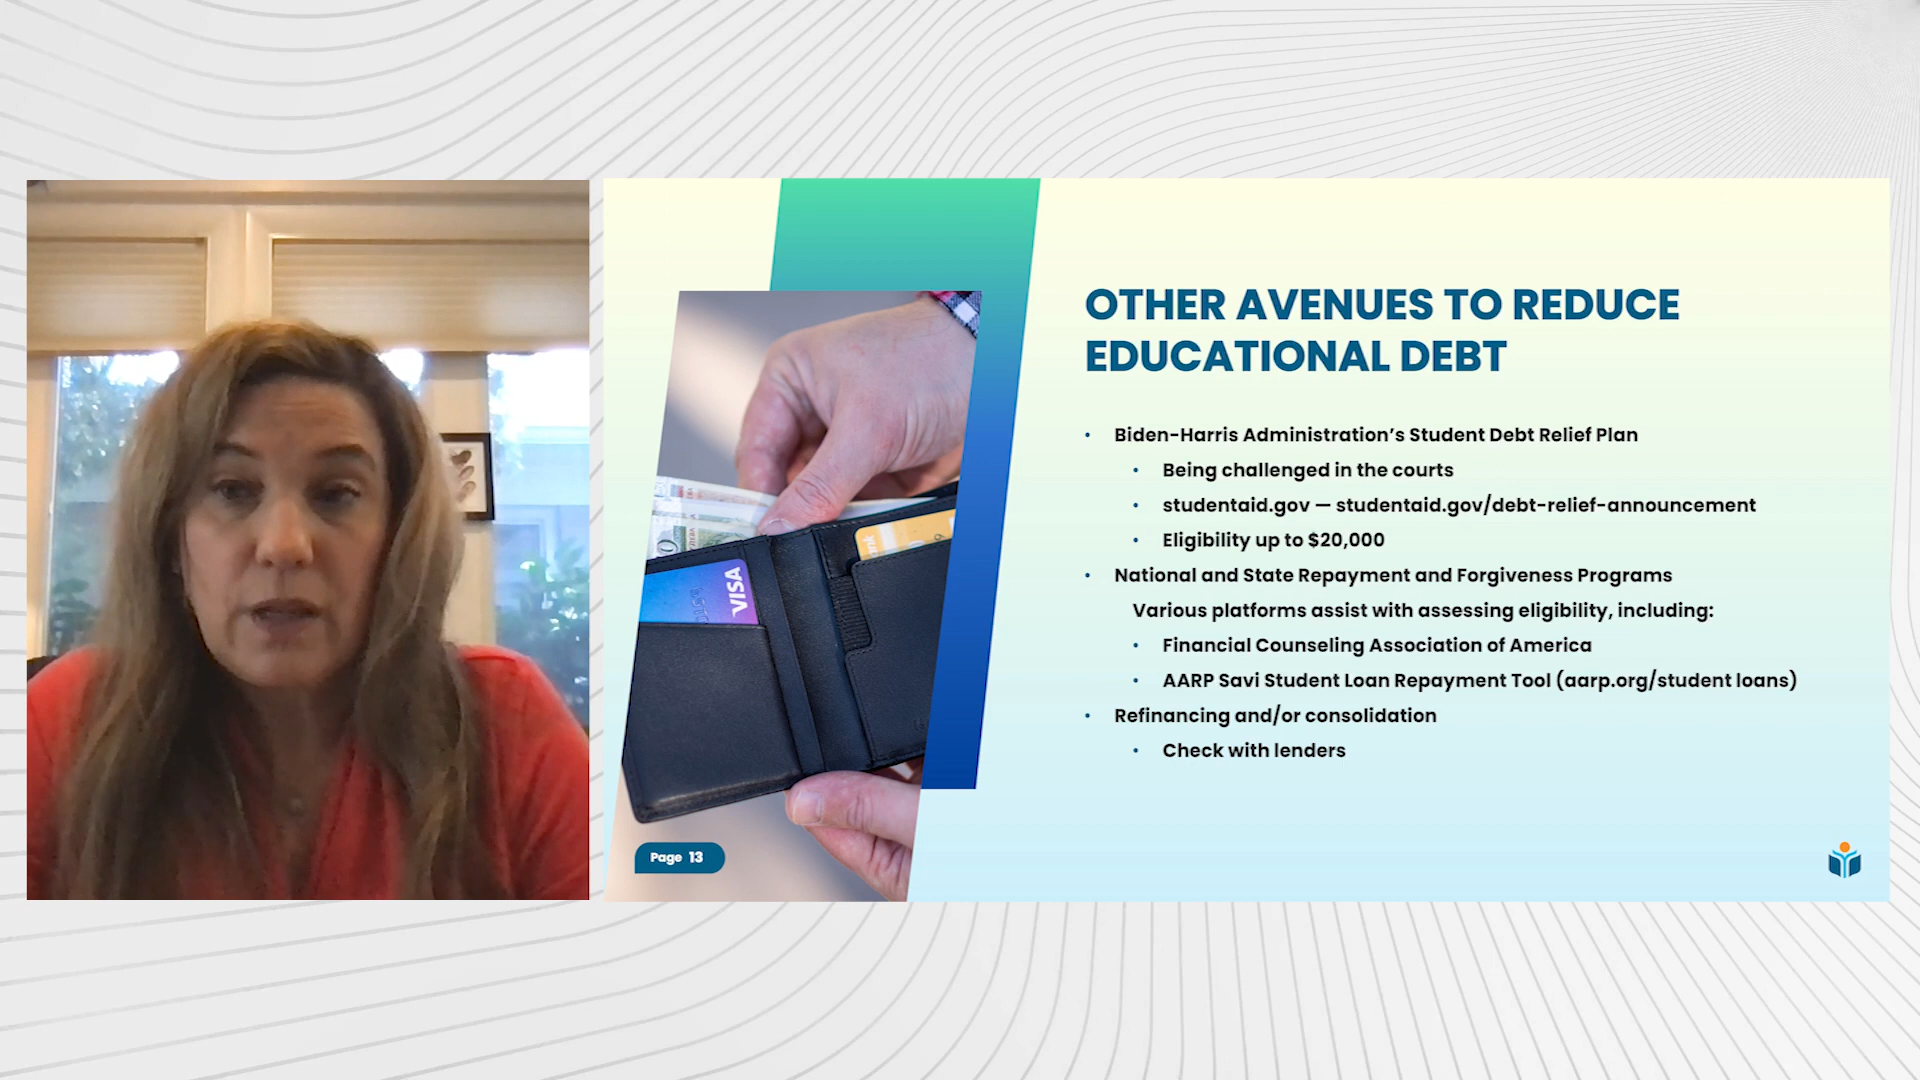 OTHER AVENUES TO REDUCE
EDUCATIONAL DEBT
• Biden-Harris Administration’s Student Debt Relief Plan
• Being challenged in the courts
• studentaid.gov — studentaid.gov/debt-relief-announcement
• Eligibility up to $20,000
• National and State Repayment and Forgiveness Programs
Various platforms assist with assessing eligibility, including:
• Financial Counseling Association of America
• AARP Savi Student Loan Repayment Tool (aarp.org/student loans)
• Refinancing and/or consolidation
• Check with lenders
VISA
Page 13